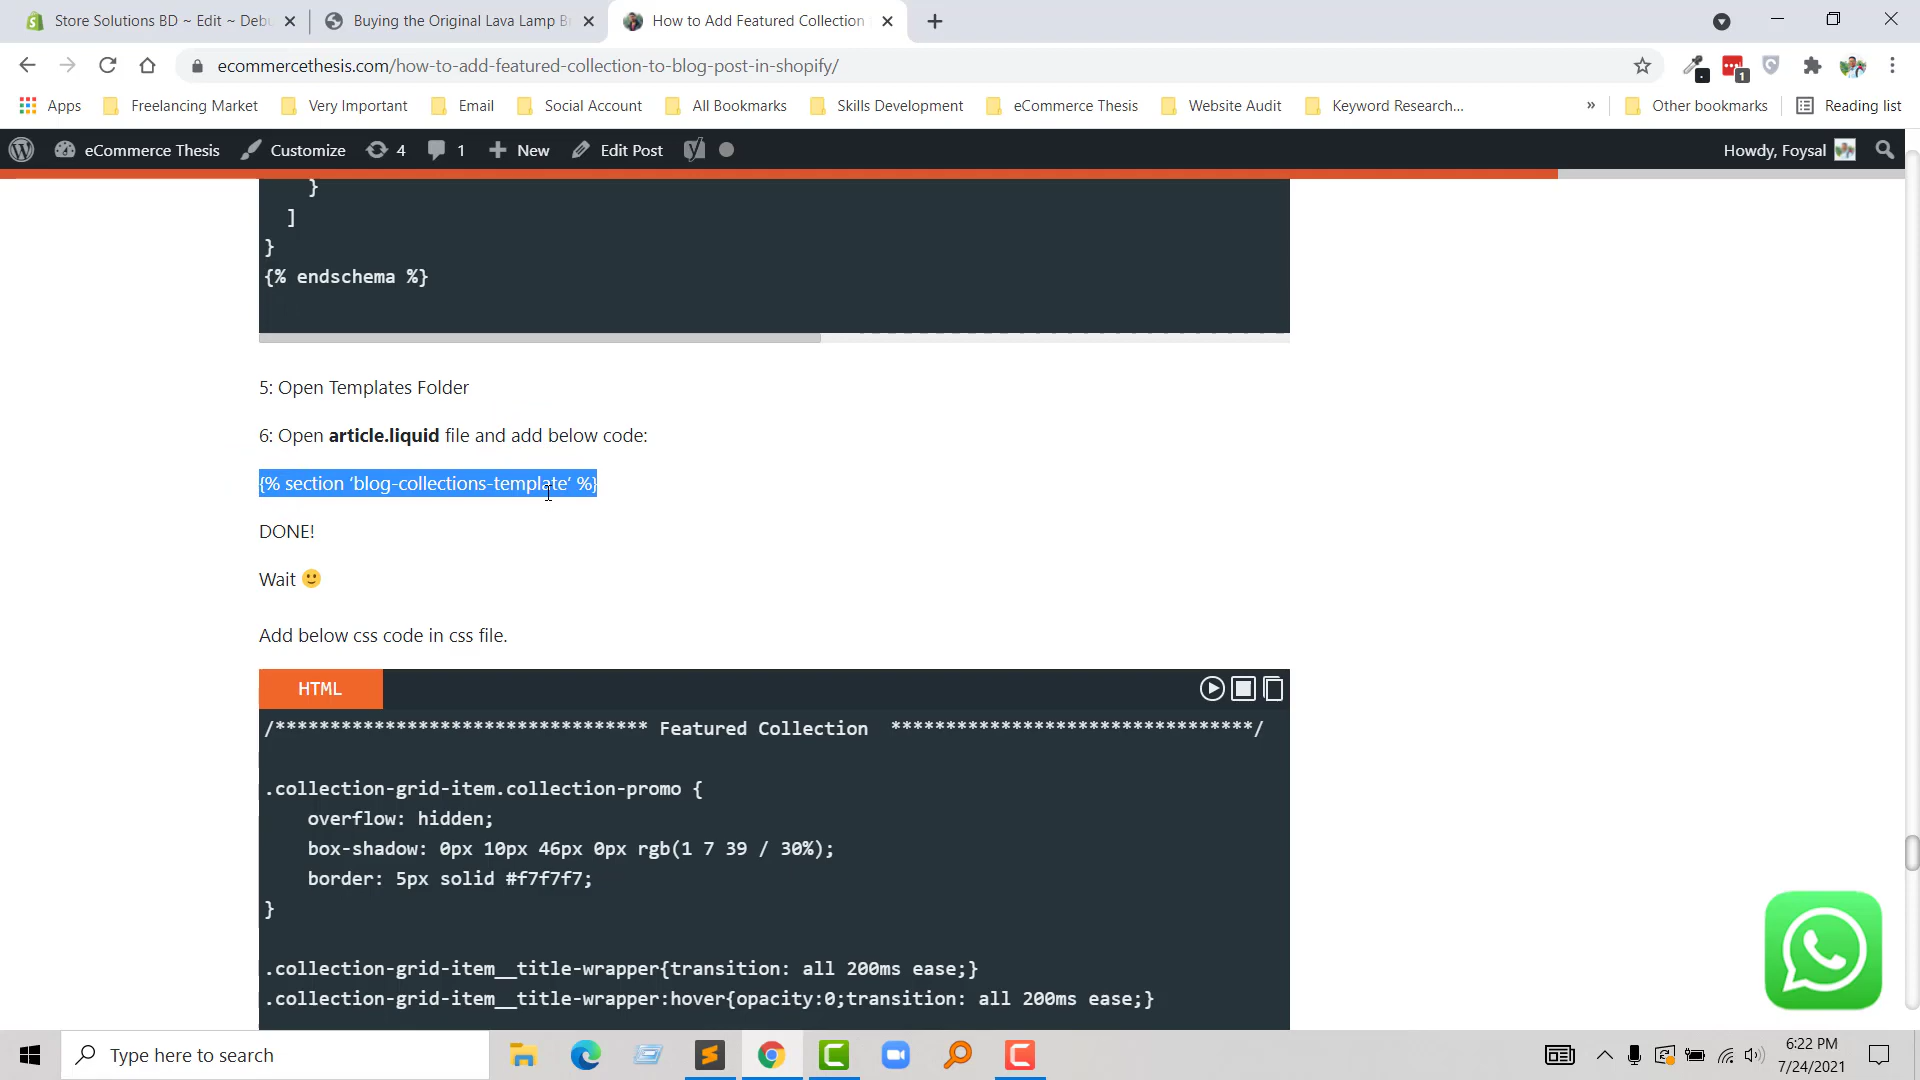 Store Solutions BD ~ Edit ~ Debu
Buying the Original Lava Lamp B
How to Add Featured Collection
ecommercethesis.com/how-to-add-featured-collection-to-blog-post-in-shopify/
1
Apps
Freelancing Market
Very Important
Email
Social Account
All Bookmarks
Skills Development
eCommerce Thesis
Website Audit
Keyword Research...
»
Other bookmarks
Reading list
eCommerce Thesis
Customize
4
1
New
Edit Post
Howdy, Foysal
}
]
}
{% endschema %}
5: Open Templates Folder
6: Open article.liquid file and add below code:
{% section ‘blog-collections-template‘ %}
DONE!
Wait 🙂
Add below css code in css file.
HTML
/********************************** Featured Collection *********************************/
.collection-grid-item.collection-promo {
overflow: hidden;
box-shadow: 0px 10px 46px 0px rgb(1 7 39 / 30%);
border: 5px solid #f7f7f7;
}
.collection-grid-item__title-wrapper{transition: all 200ms ease;}
.collection-grid-item__title-wrapper:hover{opacity:0;transition: all 200ms ease;}
Type here to search
6:22 PM
7/24/2021